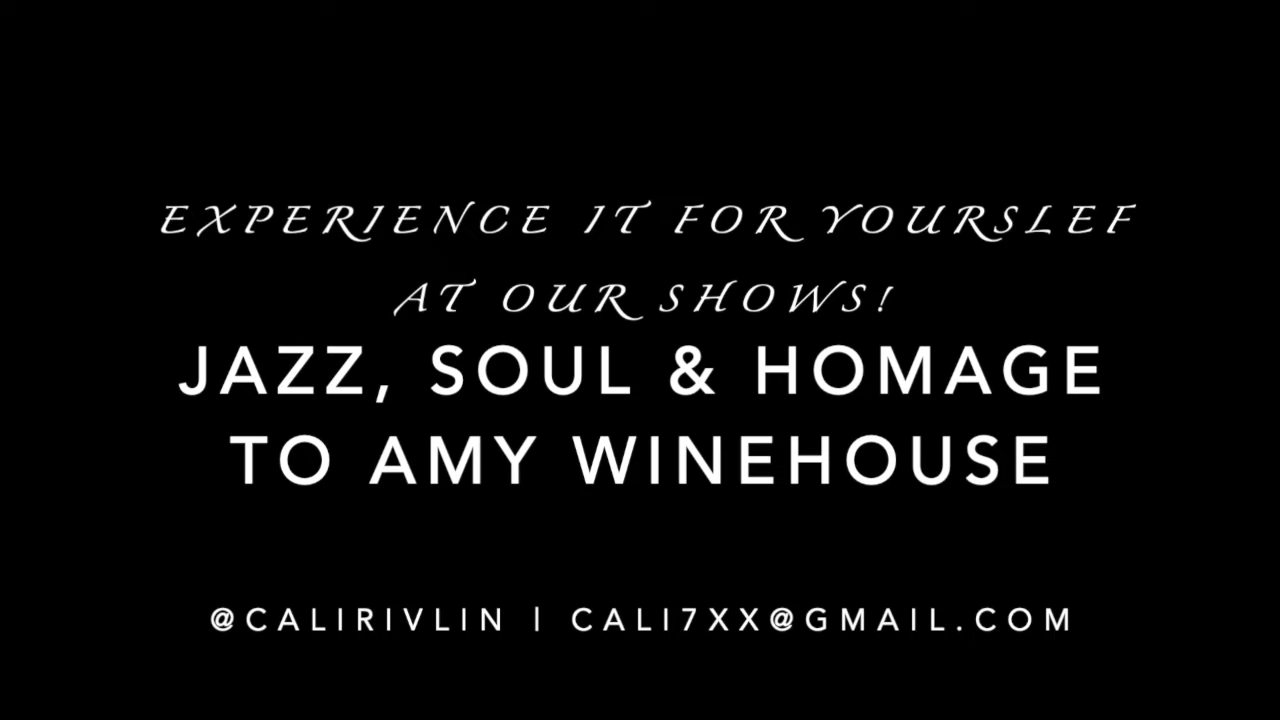 EXPERIENCE IT FOR YOURSLEF
AT OUR SHOWS!
JAZZ, SOUL & HOMAGE
TO AMY WINEHOUSE
@CALIRIVLIN | CALI7XX@GMAIL.COM